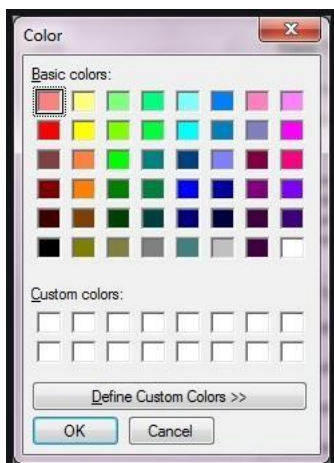 Color
Basic colors:
Custom colors:
Define Custom Colors >>
OK Cancel